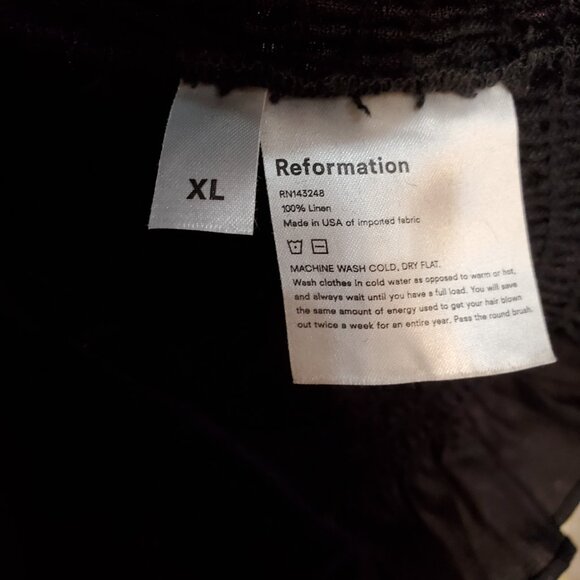 XL
Reformation
RN143248
100% Linen
Made in USA of imported fabric
MACHINE WASH COLD, DRY FLAT.
Wash clothes in cold water as opposed to warm or hot,
and always wait until you have a full load. You will save
the same amount of energy used to get your hair blown
out twice a week for an entire year. Pass the round brush.